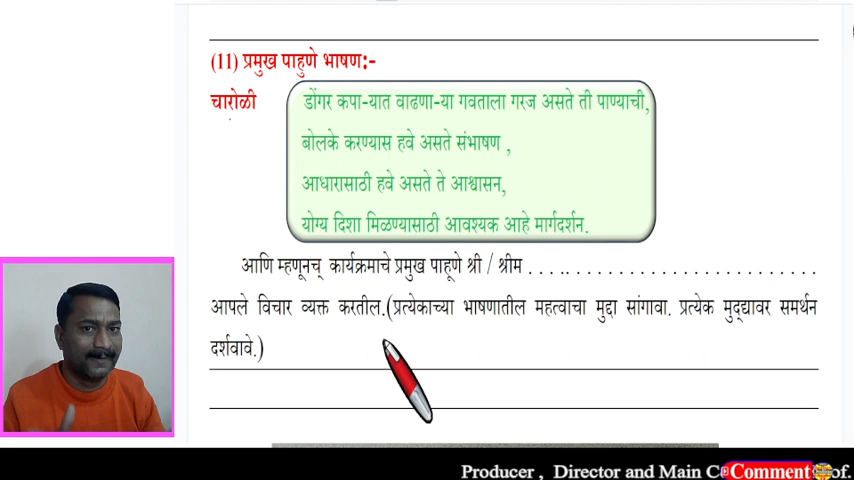 (11) प्रमुख पाहुणे भाषण:-
चारोळी
डोंगर कपा-यात वाढणा-या गवताला गरज असते ती पाण्याची,
बोलके करण्यास हवे असते संभाषण ,
आधारासाठी हवे असते ते आश्वासन,
योग्य दिशा मिळण्यासाठी आवश्यक आहे मार्गदर्शन.
आणि म्हणूनच् कार्यक्रमाचे प्रमुख पाहूणे श्री / श्रीम . . . . . . . . . . . . . . . . . . . . . . . . . . . . .
आपले विचार व्यक्त करतील.(प्रत्येकाच्या भाषणातील महत्वाचा मुद्दा सांगावा. प्रत्येक मुद्द्यावर समर्थन
दर्शवावे.)
Producer , Director and Main C
Comment
of.